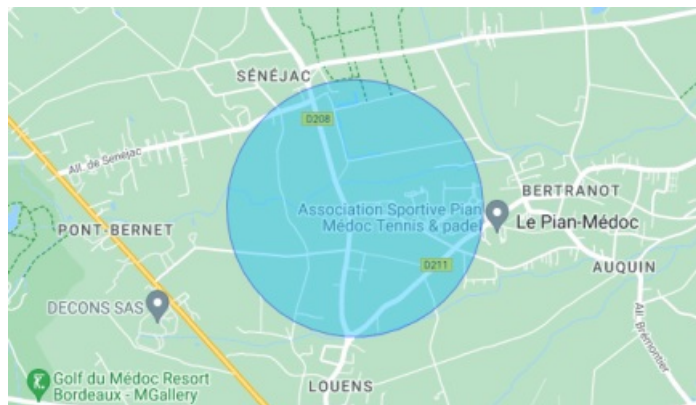 SÉNÉJAC
D208
All. de Sénéjac
BERTRANOT
Association Sportive Pian
Médoc Tennis & padel
Le Pian-Médoc
PONT-BERNET
D211
AUQUIN
DECONS SAS
All. Brémontier
Golf du Médoc Resort
Bordeaux - MGallery
LOUENS